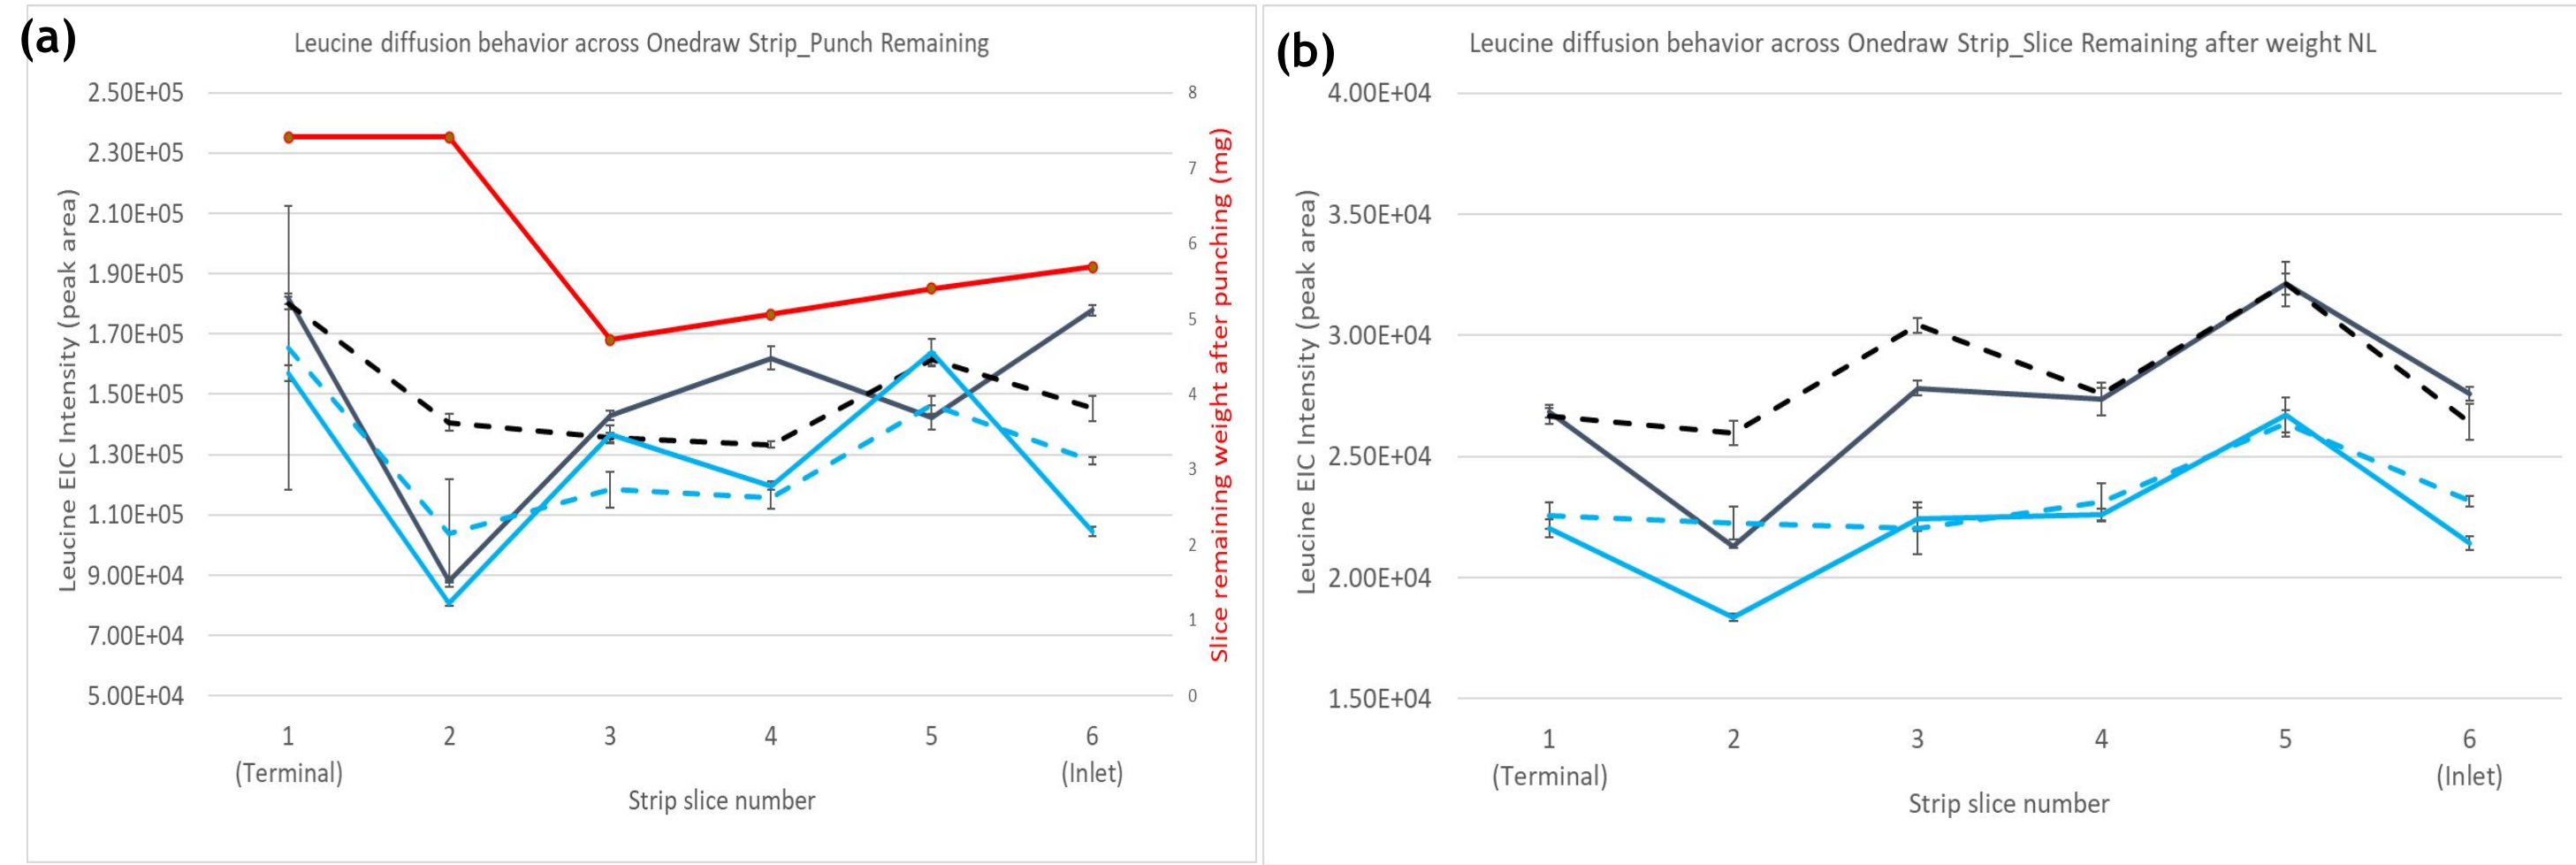 (a)
Leucine diffusion behavior across Onedraw Strip_Punch Remaining
2.50E+05
2.30E+05
2.10E+05
1.90E+05
1.70E+05
1.50E+05
1.30E+05
1.10E+05
9.00E+04
7.00E+04
5.00E+04
Leucine EIC Intensity (peak area)
8
7
6
5
4
3
2
1
0
Slice remaining weight after punching (mg)
1 2 3 4 5 6
(Terminal) (Inlet)
Strip slice number
(b)
Leucine diffusion behavior across Onedraw Strip_Slice Remaining after weight NL
4.00E+04
3.50E+04
3.00E+04
2.50E+04
2.00E+04
1.50E+04
Leucine EIC Intensity (peak area)
1 2 3 4 5 6
(Terminal) (Inlet)
Strip slice number